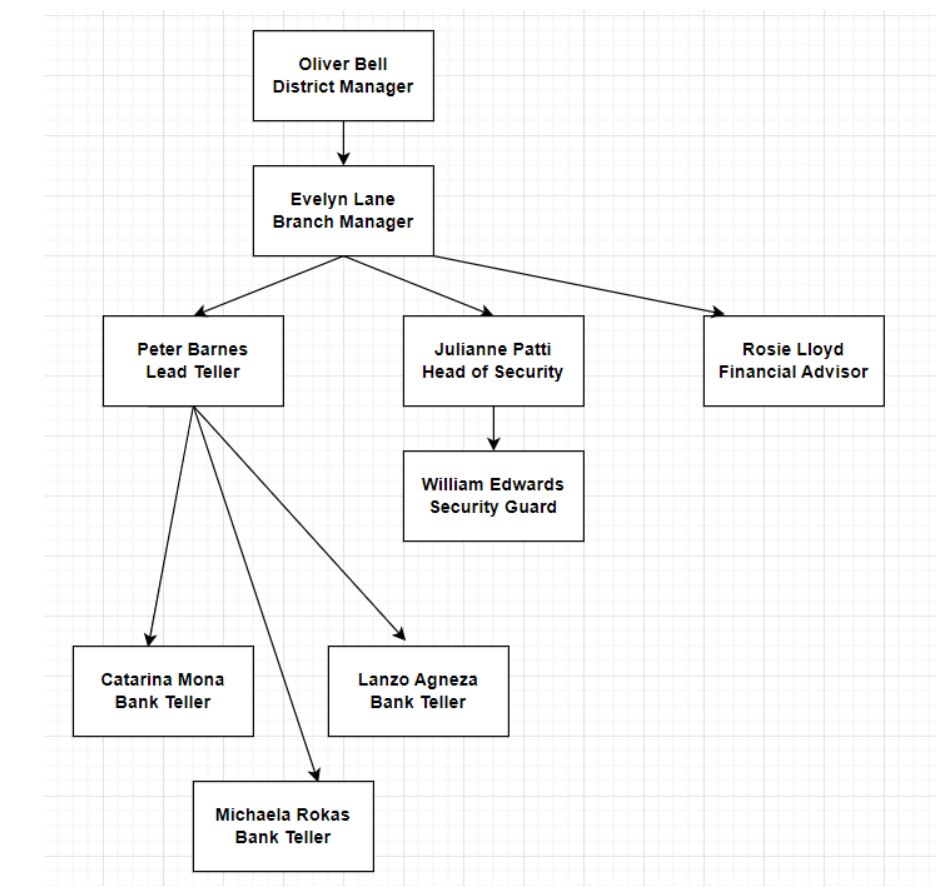 Oliver Bell
District Manager
Evelyn Lane
Branch Manager
Peter Barnes
Lead Teller
Julianne Patti
Head of Security
Rosie Lloyd
Financial Advisor
William Edwards
Security Guard
Catarina Mona
Bank Teller
Lanzo Agneza
Bank Teller
Michaela Rokas
Bank Teller